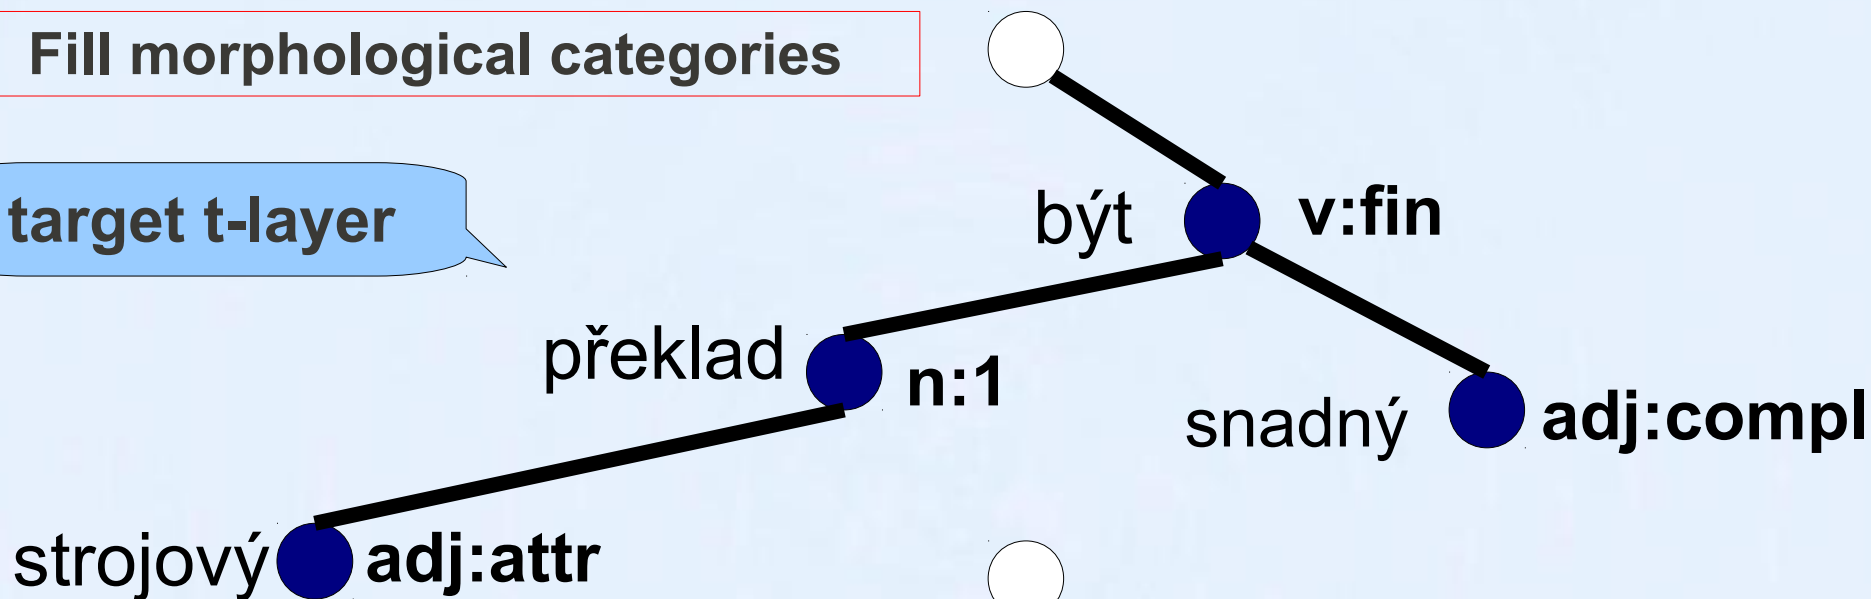 Fill morphological categories
target t-layer
být v:fin
překlad n:1
snadný adj:compl
strojový adj:attr